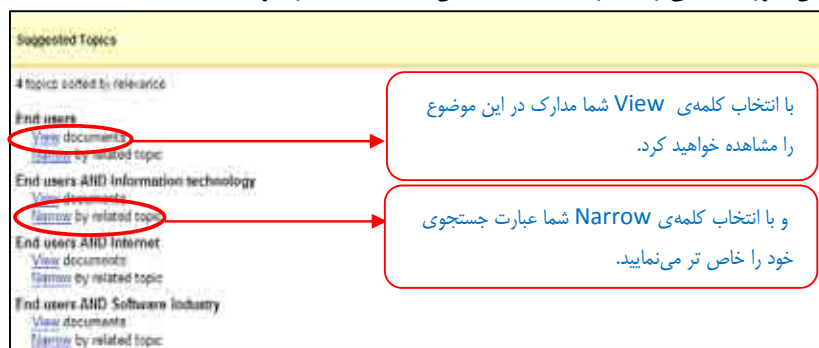 Suggested Topics
4 topics sorted by relevance
End users
View documents
Narrow by related topic
End users AND Information technology
View documents
Narrow by related topic
End users AND Internet
View documents
Narrow by related topic
End users AND Software Industry
View documents
Narrow by related topic
با انتخاب کلمه‌ی View شما مدارک در این موضوع
را مشاهده خواهید کرد.
و با انتخاب کلمه‌ی Narrow شما عبارت جستجوی
خود را خاص تر می‌نمایید.